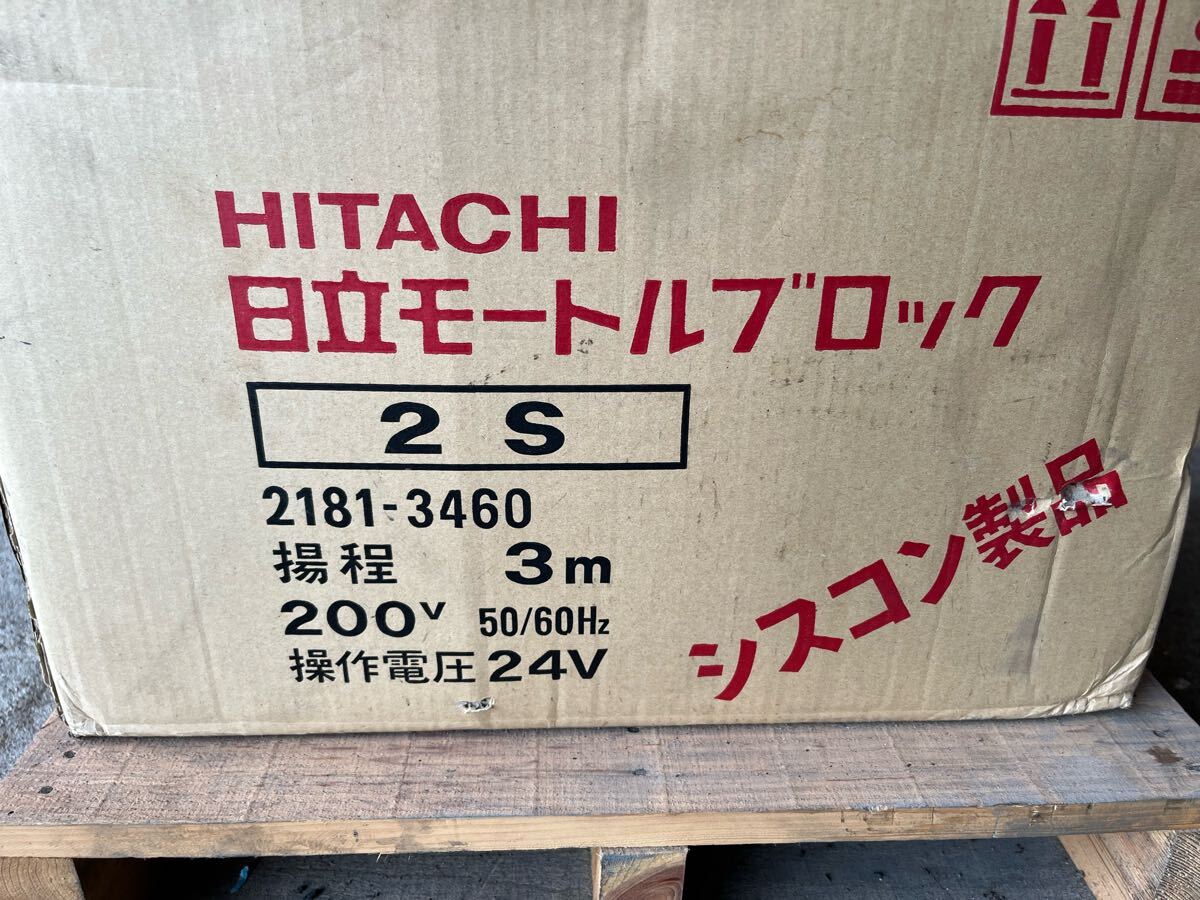 HITACHI
日立モートルブロック
2 S
2181-3460
揚程 3m
200V 50/60Hz
操作電圧 24V
シスコン製品